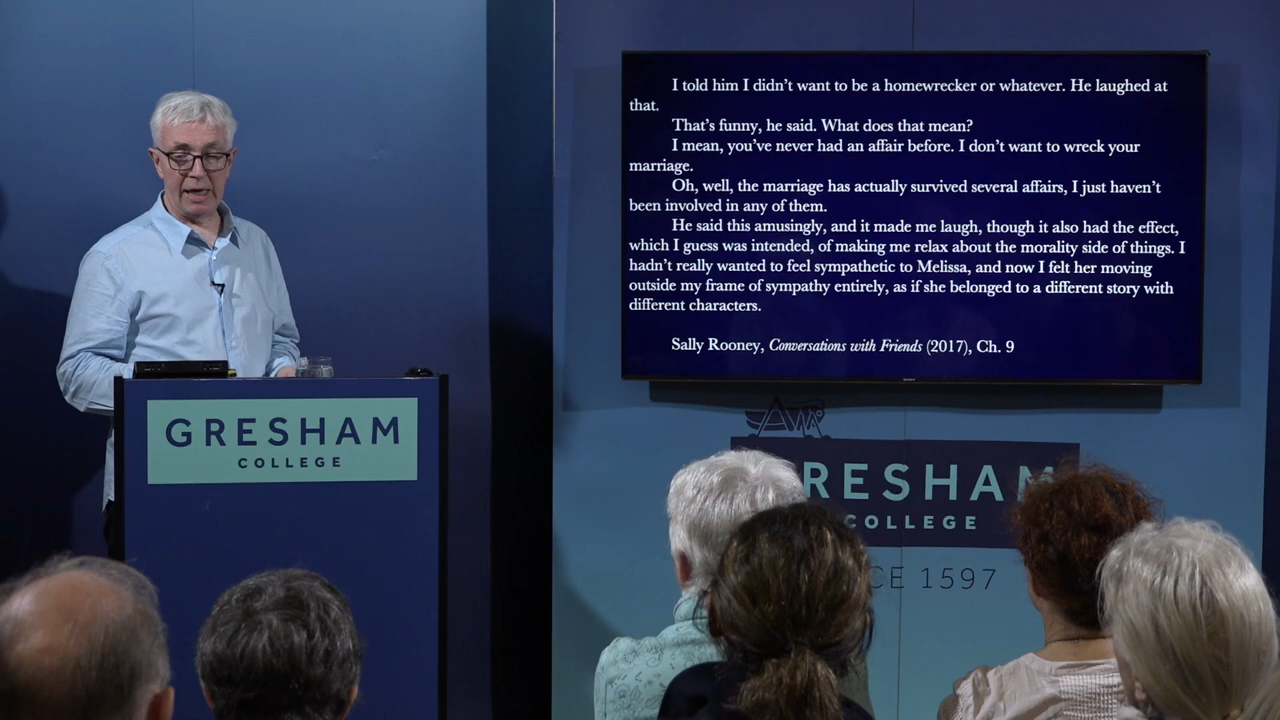 I told him I didn't want to be a homewrecker or whatever. He laughed at
that.
That's funny, he said. What does that mean?
I mean, you've never had an affair before. I don't want to wreck your
marriage.
Oh, well, the marriage has actually survived several affairs, I just haven't
been involved in any of them.
He said this amusingly, and it made me laugh, though it also had the effect,
which I guess was intended, of making me relax about the morality side of things. I
hadn't really wanted to feel sympathetic to Melissa, and now I felt her moving
outside my frame of sympathy entirely, as if she belonged to a different story with
different characters.
Sally Rooney, Conversations with Friends (2017), Ch. 9
SONY
GRESHAM
COLLEGE
RESHAM
COLLEGE
CE 1597